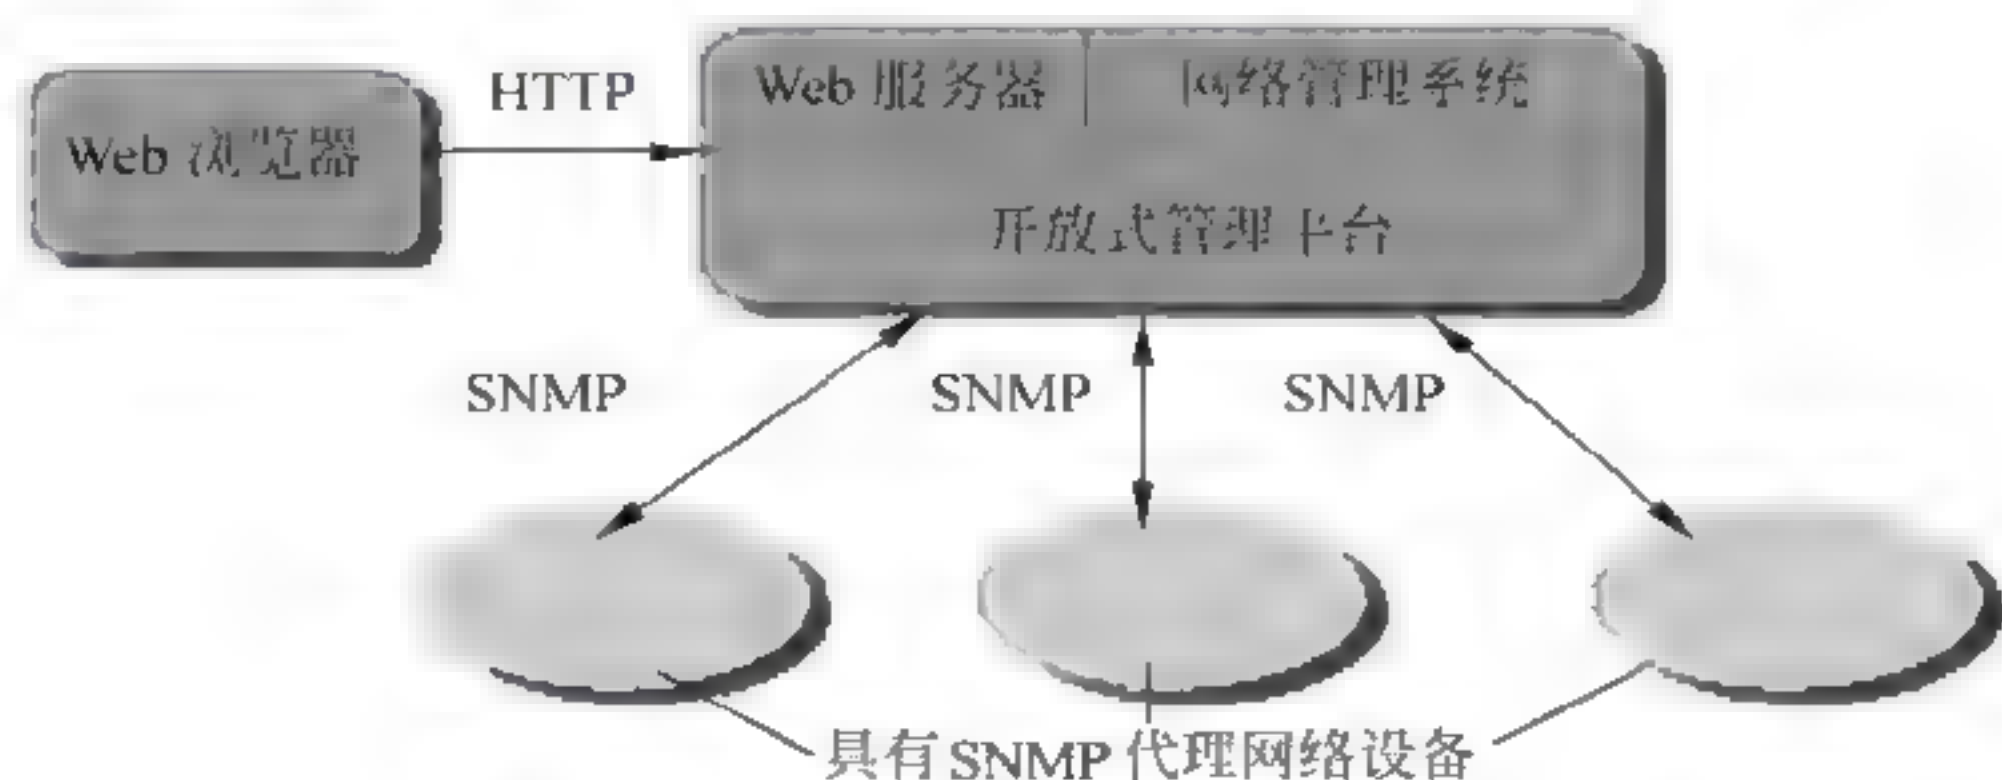 HTTP
Web 服务器
网络管理系统
Web 浏览器
开放式管理平台
SNMP
SNMP
SNMP
具有SNMP代理网络设备